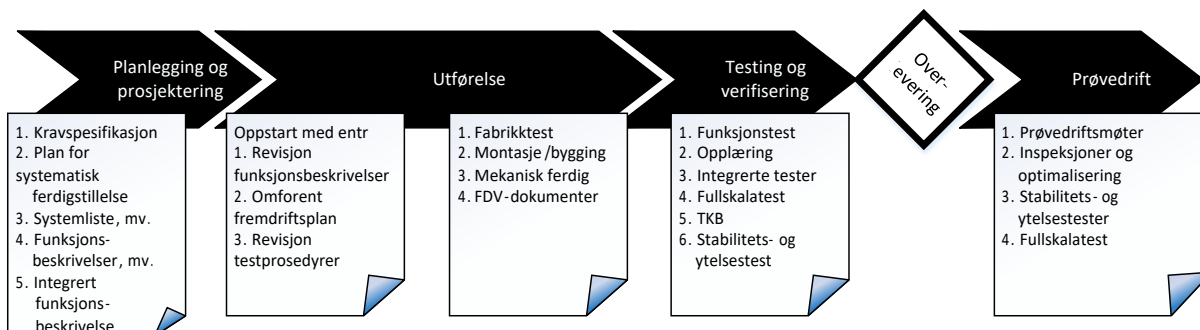 Planlegging og
prosjektering
Utførelse
Testing og
verifisering
Over-
evering
Prøvedrift
1. Kravspesifikasjon
2. Plan for
systematisk
ferdigstillelse
3. Systemliste, mv.
4. Funksjons-
beskrivelser, mv.
5. Integrert
funksjons-
beskrivelse
Oppstart med entr
1. Revisjon
funksjonsbeskrivelser
2. Omforent
fremdriftsplan
3. Revisjon
testprosedyrer
1. Fabrikktest
2. Montasje/bygging
3. Mekanisk ferdig
4. FDV-dokumenter
1. Funksjonstest
2. Opplæring
3. Integrerte tester
4. Fullskalatest
5. TKB
6. Stabilitets- og
ytelsestest
1. Prøvedriftsmøter
2. Inspeksjoner og
optimalisering
3. Stabilitets- og
ytelsestester
4. Fullskalatest